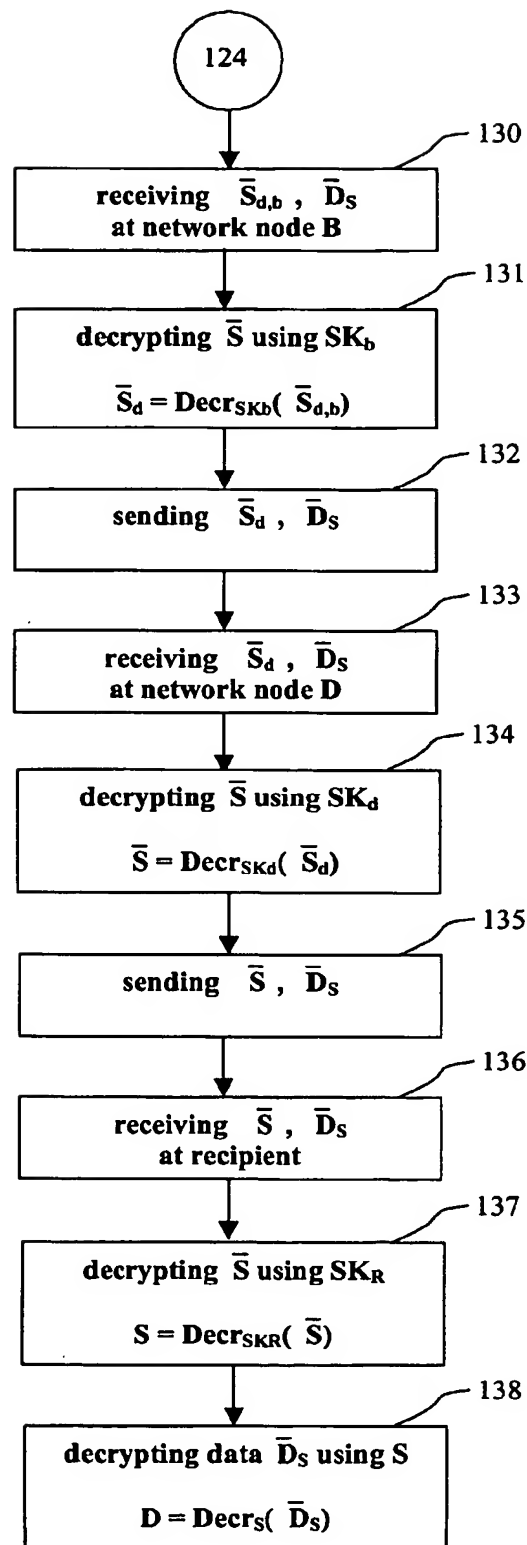 124
130
receiving S̅d,b , D̅S
at network node B
131
decrypting S̅ using SKb
S̅d = DecrSKb( S̅d,b)
132
sending S̅d , D̅S
133
receiving S̅d , D̅S
at network node D
134
decrypting S̅ using SKd
S̅ = DecrSKd( S̅d)
135
sending S̅ , D̅S
136
receiving S̅ , D̅S
at recipient
137
decrypting S̅ using SKR
S = DecrSKR( S̅)
138
decrypting data D̅S using S
D = DecrS( D̅S)